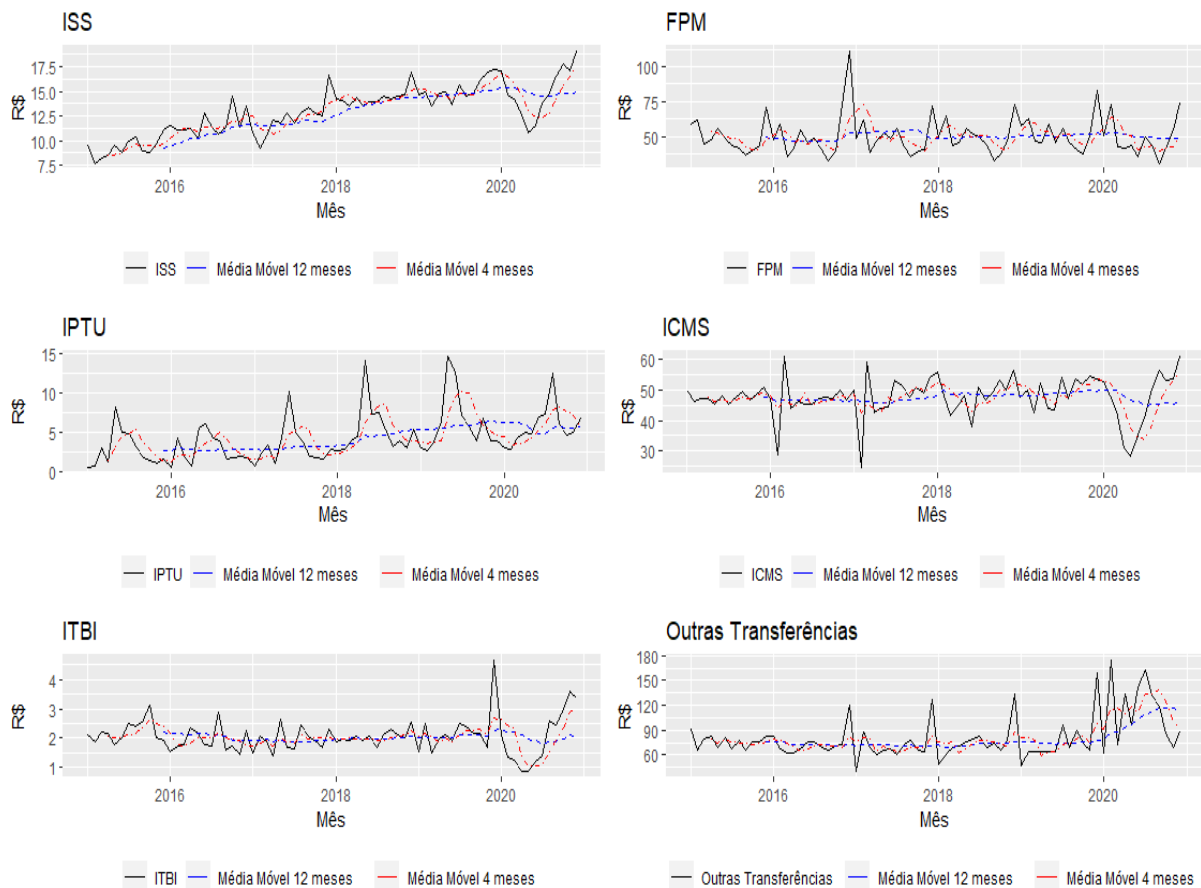 ISS
R$
17.5
15.0
12.5
10.0
7.5
2016 2018 2020
Mês
ISS Média Móvel 12 meses Média Móvel 4 meses
FPM
R$
100
75
50
2016 2018 2020
Mês
FPM Média Móvel 12 meses Média Móvel 4 meses
IPTU
R$
15
10
5
0
2016 2018 2020
Mês
IPTU Média Móvel 12 meses Média Móvel 4 meses
ICMS
R$
60
50
40
30
2016 2018 2020
Mês
ICMS Média Móvel 12 meses Média Móvel 4 meses
ITBI
R$
4
3
2
1
2016 2018 2020
Mês
ITBI Média Móvel 12 meses Média Móvel 4 meses
Outras Transferências
R$
180
150
120
90
60
2016 2018 2020
Mês
Outras Transferências Média Móvel 12 meses Média Móvel 4 meses